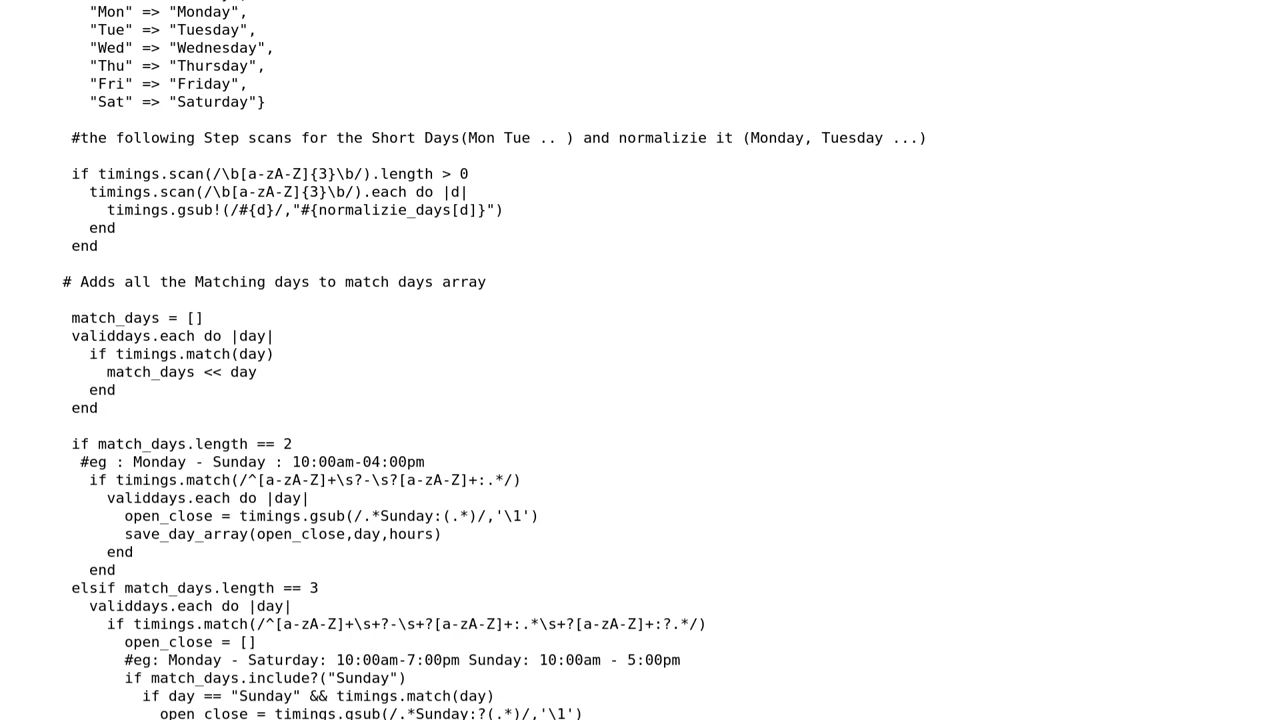 "Mon" => "Monday",
"Tue" => "Tuesday",
"Wed" => "Wednesday",
"Thu" => "Thursday",
"Fri" => "Friday",
"Sat" => "Saturday"}
#the following Step scans for the Short Days(Mon Tue .. ) and normalizie it (Monday, Tuesday ...)
if timings.scan(/\b[a-zA-Z]{3}\b/).length > 0
timings.scan(/\b[a-zA-Z]{3}\b/).each do |d|
timings.gsub!(/#{d}/,"#{normalizie_days[d]}")
end
end
# Adds all the Matching days to match days array
match_days = []
validdays.each do |day|
if timings.match(day)
match_days << day
end
end
if match_days.length == 2
#eg : Monday - Sunday : 10:00am-04:00pm
if timings.match(/^[a-zA-Z]+\s?-\s?[a-zA-Z]+:.*/)
validdays.each do |day|
open_close = timings.gsub(/.*Sunday:(.*)/,'\1')
save_day_array(open_close,day,hours)
end
end
elsif match_days.length == 3
validdays.each do |day|
if timings.match(/^[a-zA-Z]+\s+?-\s+?[a-zA-Z]+:.*\s+?[a-zA-Z]+:?.*/)
open_close = []
#eg: Monday - Saturday: 10:00am-7:00pm Sunday: 10:00am - 5:00pm
if match_days.include?("Sunday")
if day == "Sunday" && timings.match(day)
open_close = timings.gsub(/.*Sunday:?(.*)/,'\1')